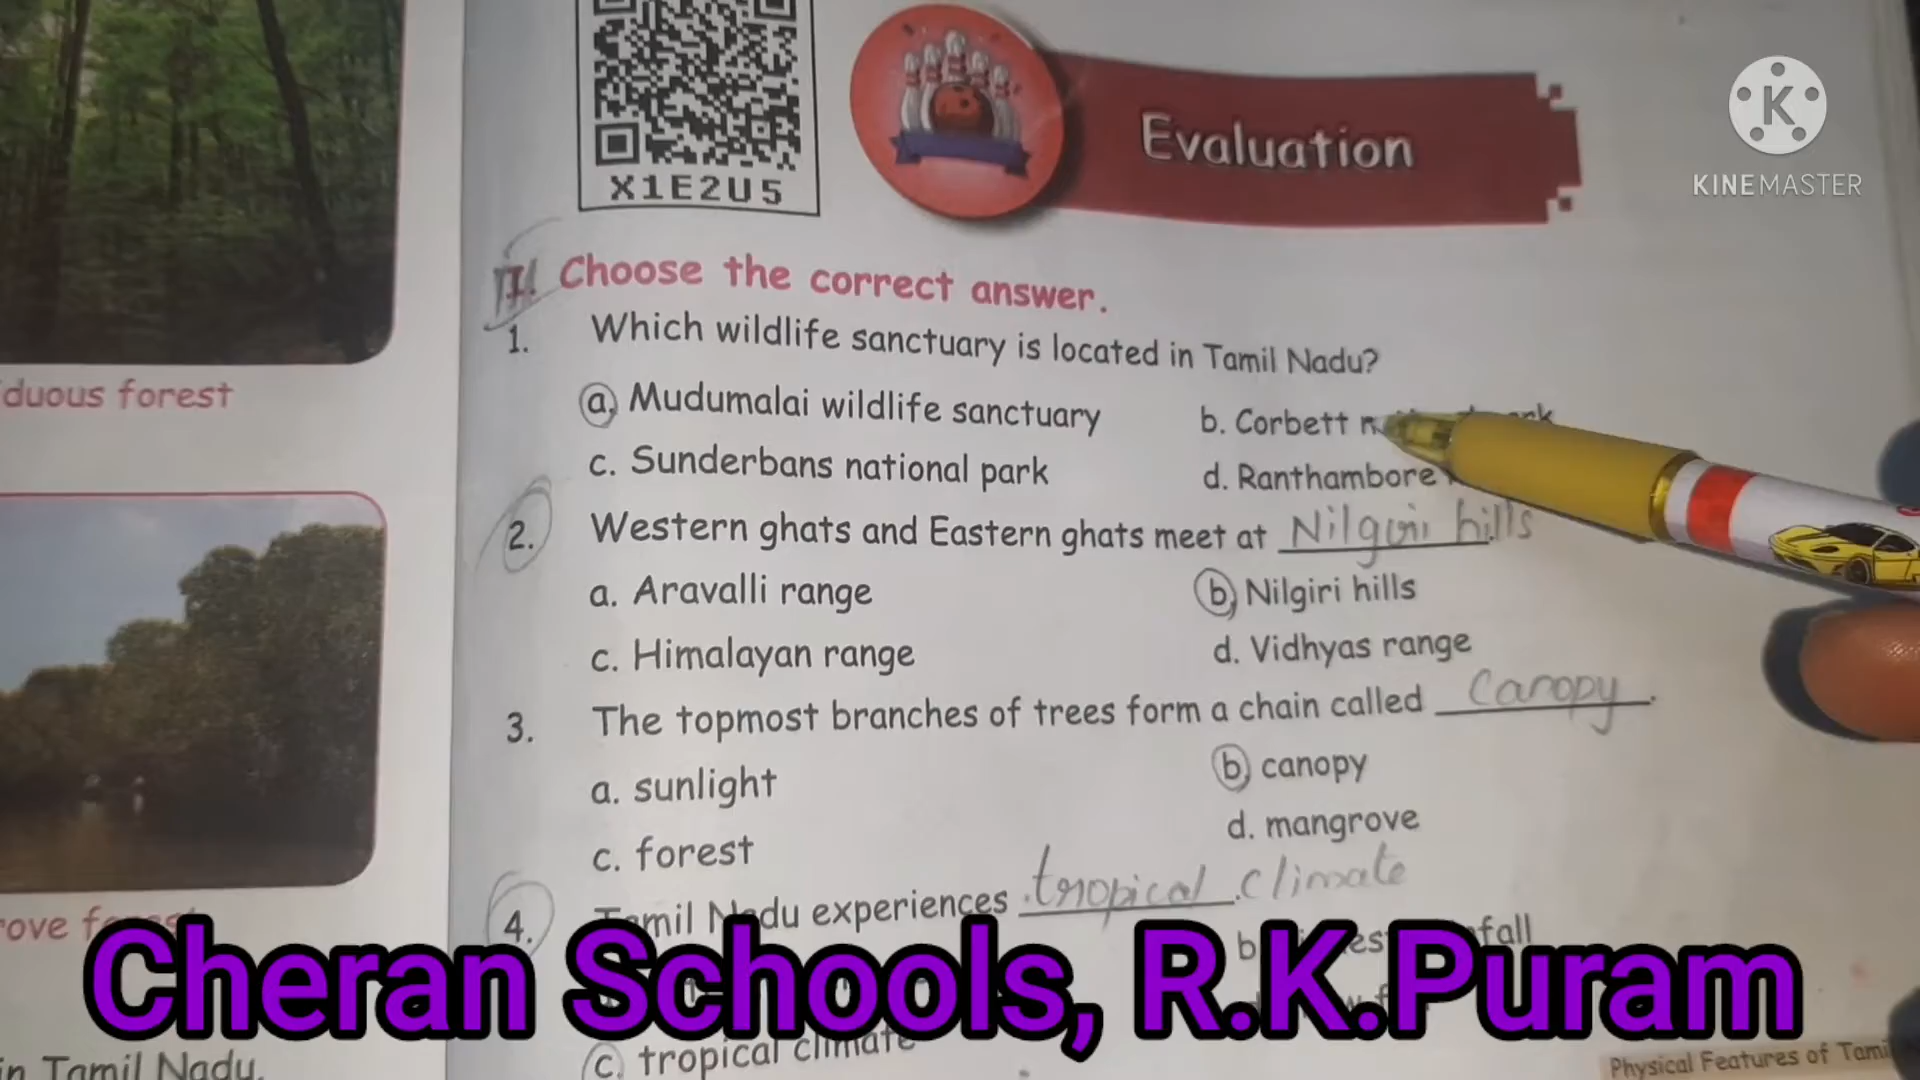 X1E2U5
Evaluation
K
KINEMASTER
I. Choose the correct answer.
1. Which wildlife sanctuary is located in Tamil Nadu?
a. Mudumalai wildlife sanctuary
b. Corbett
c. Sunderbans national park
d. Ranthambore
2. Western ghats and Eastern ghats meet at Nilgiri hills
a. Aravalli range
b. Nilgiri hills
c. Himalayan range
d. Vidhyas range
3. The topmost branches of trees form a chain called canopy.
a. sunlight
b. canopy
c. forest
d. mangrove
4. Tamil Nadu experiences tropical climate
b.
c. tropical climate
duous forest
rove forest
in Tamil Nadu.
Cheran Schools, R.K.Puram
Physical Features of Tami